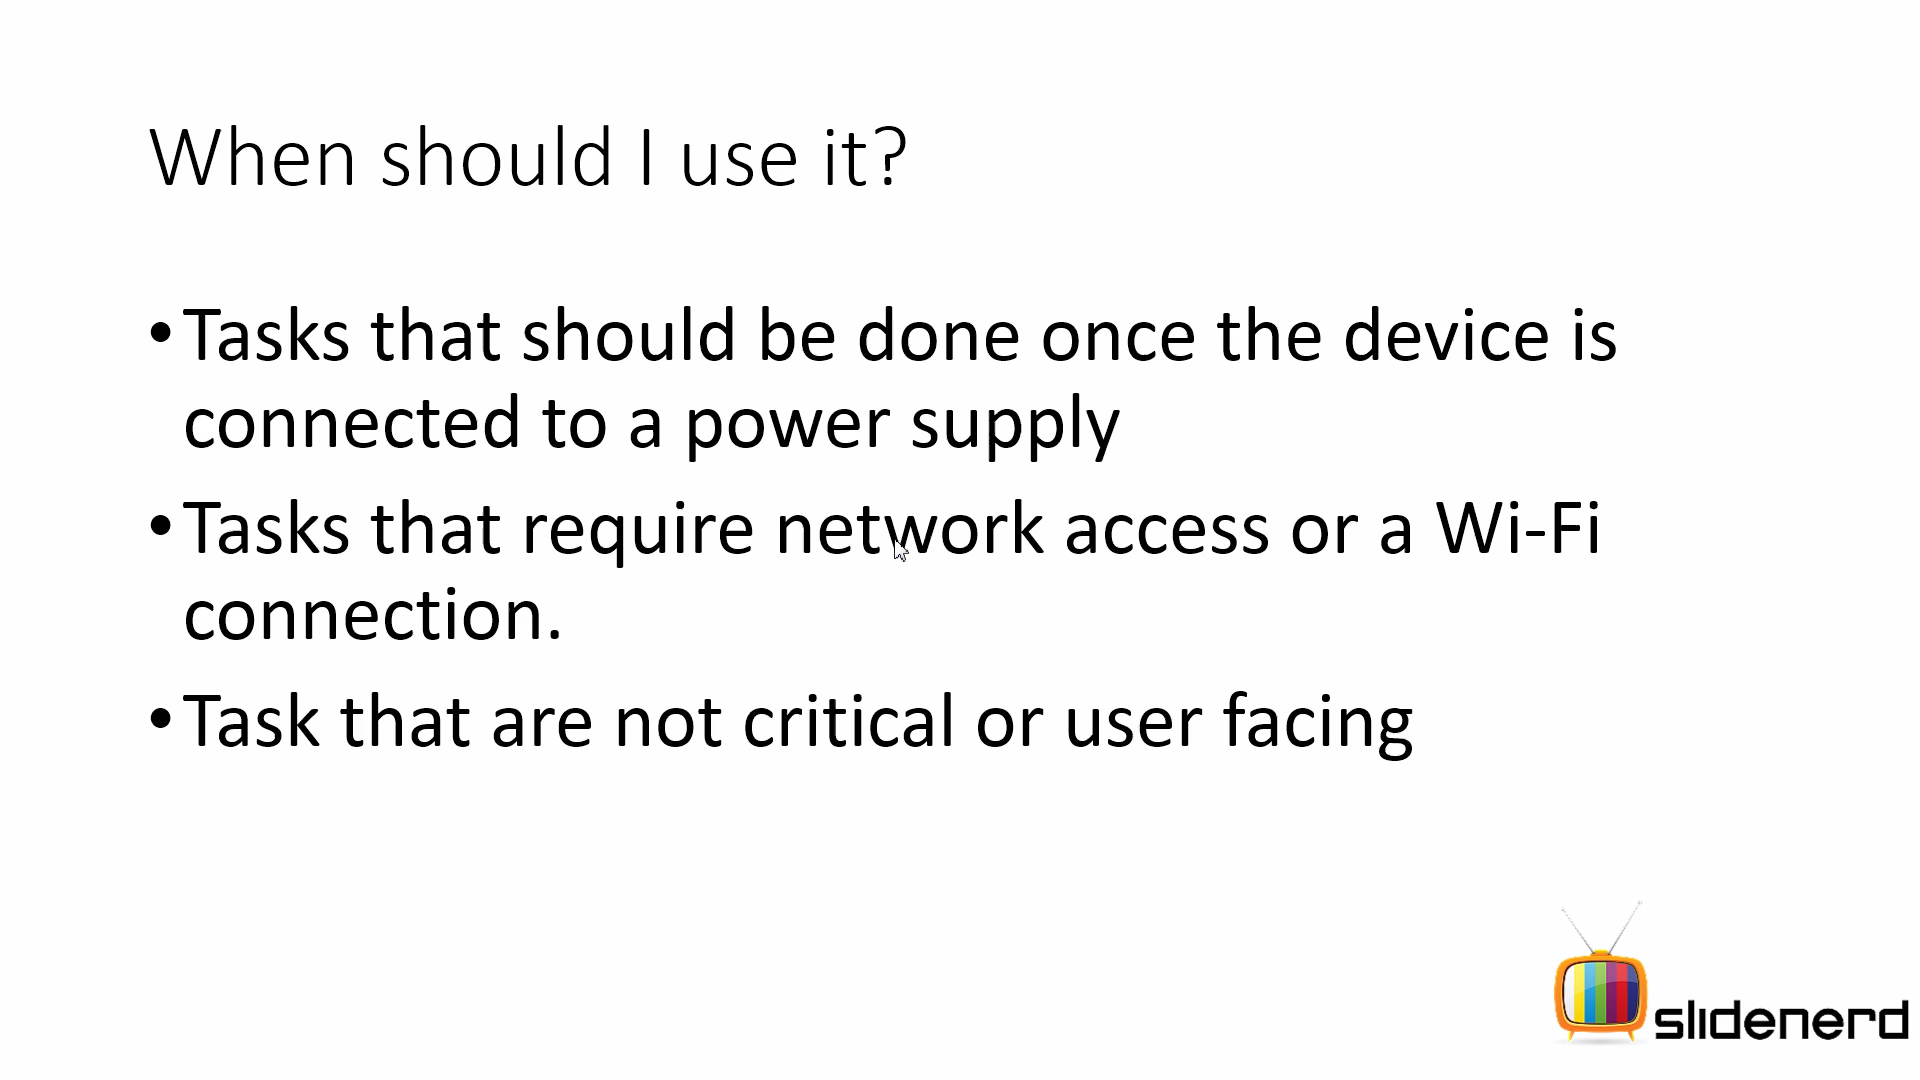 When should I use it?
•Tasks that should be done once the device is
connected to a power supply
•Tasks that require network access or a Wi-Fi
connection.
•Task that are not critical or user facing
slidenerd